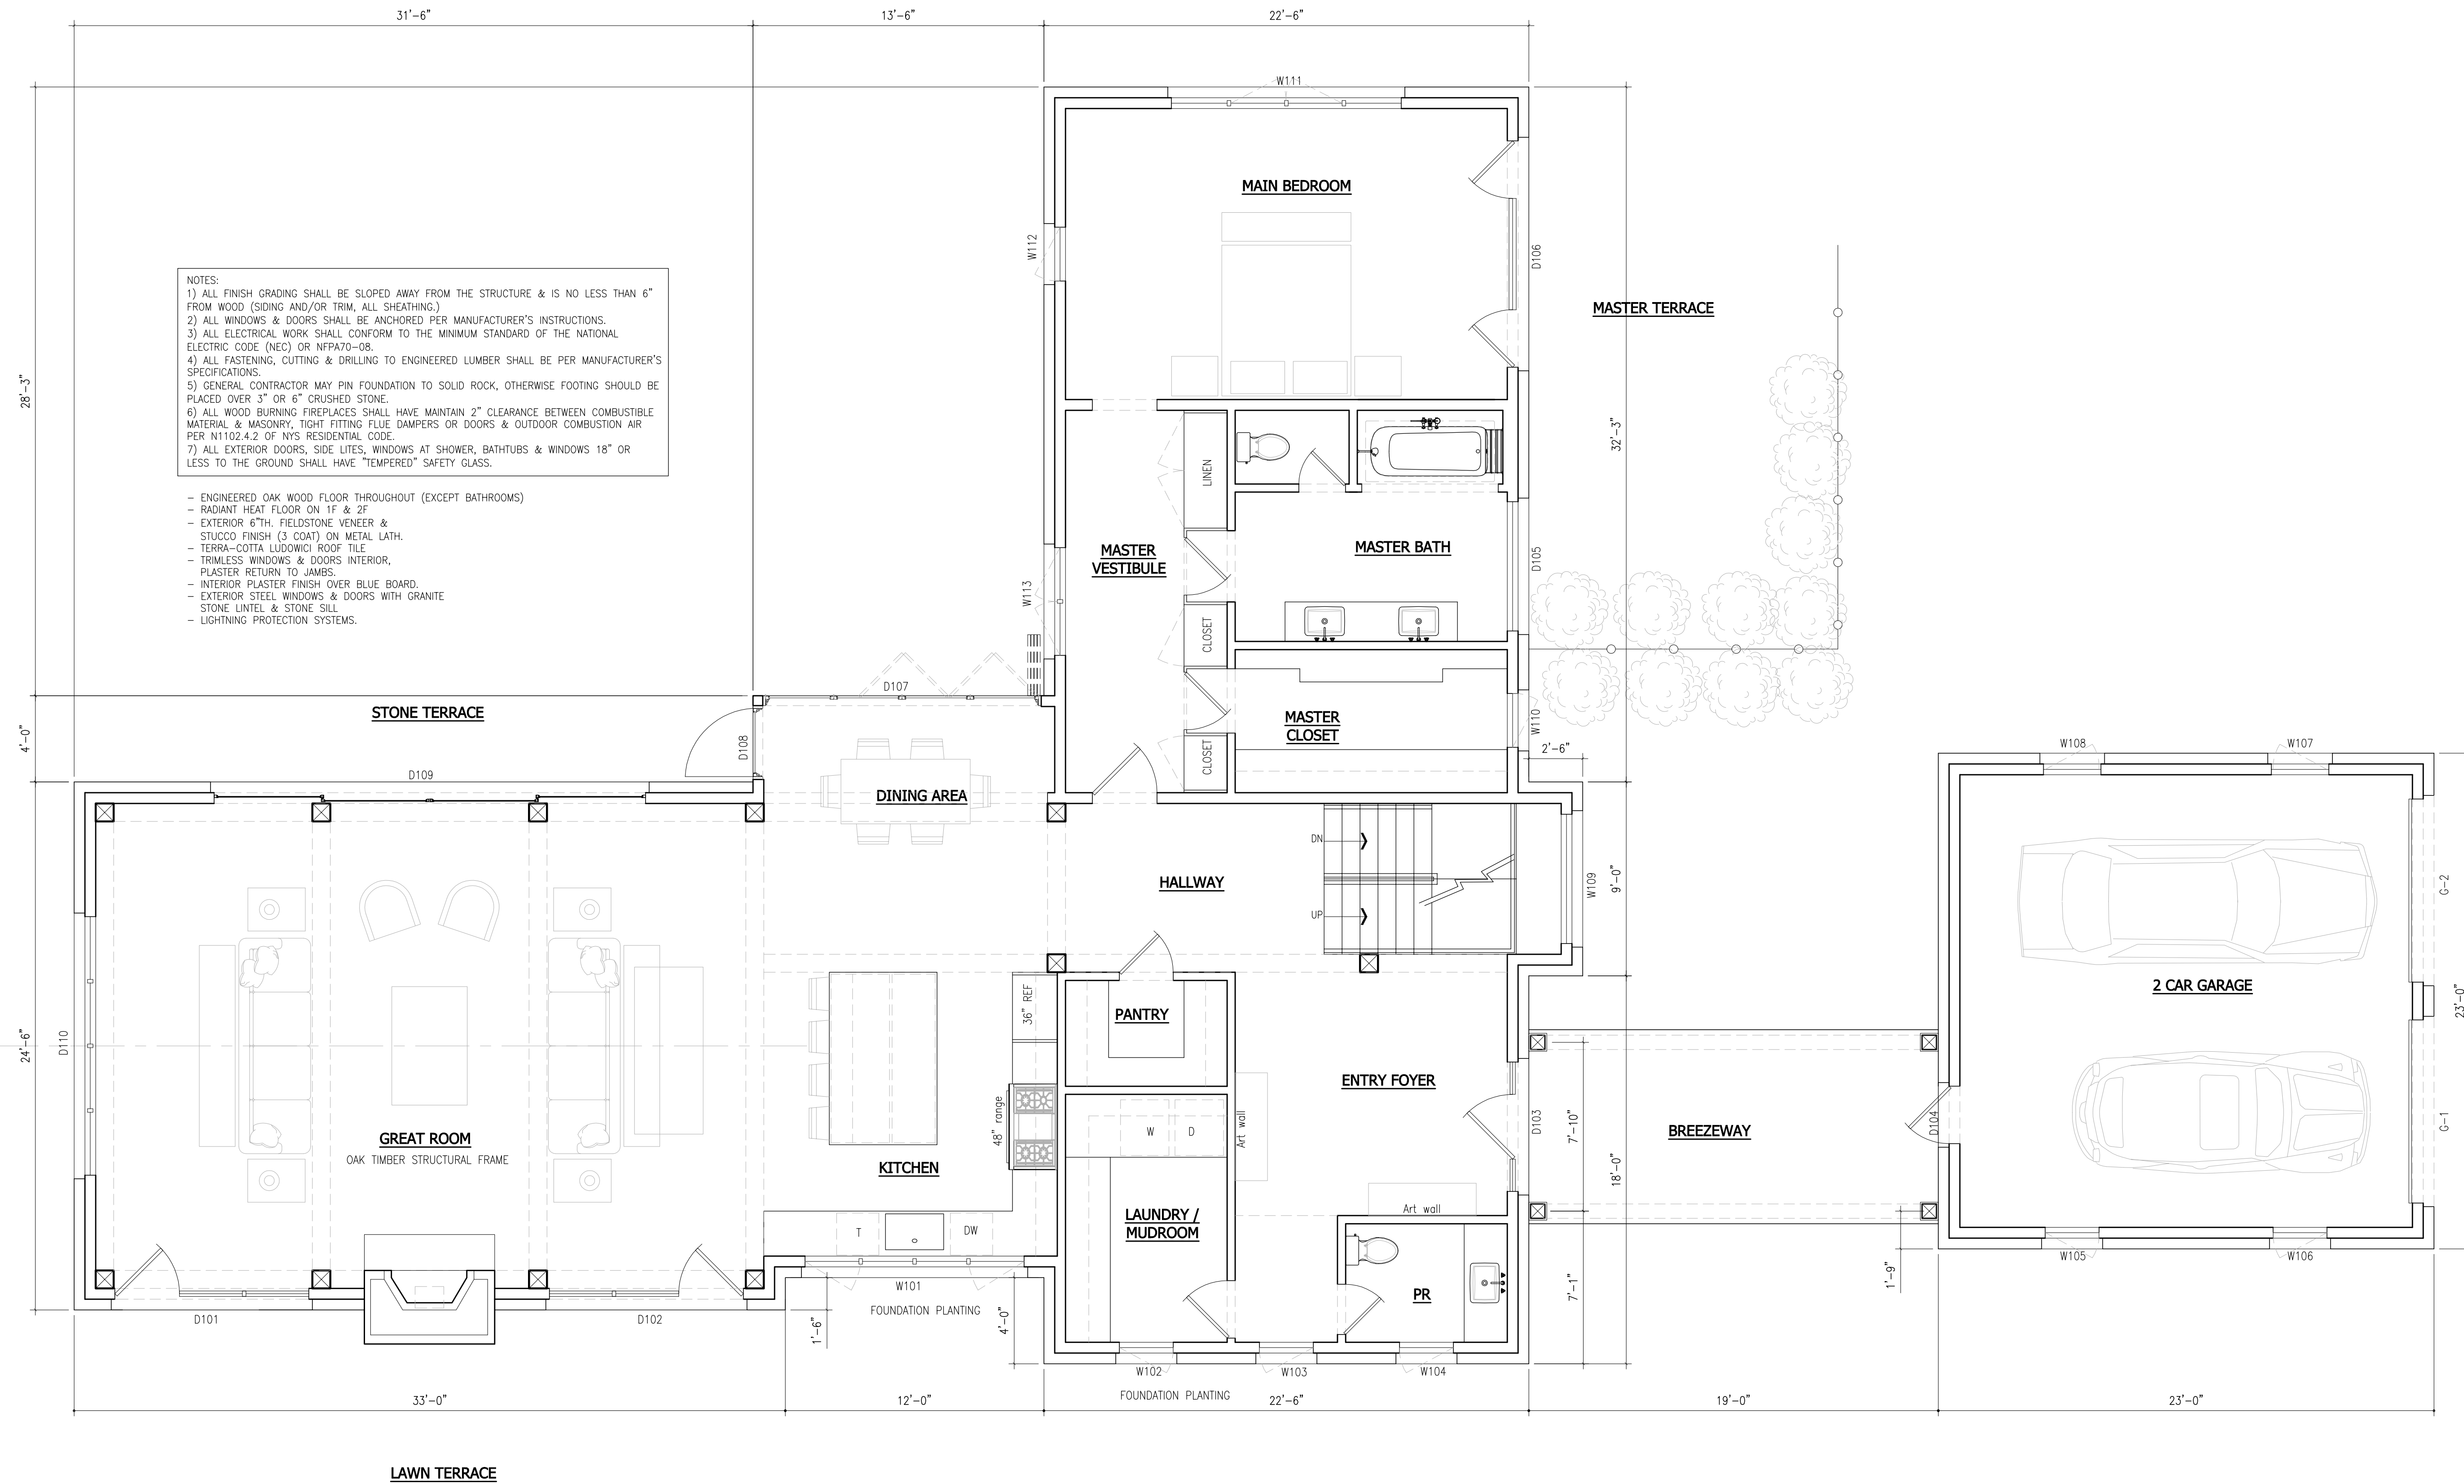 31'-6"
13'-6"
22'-6"
W111
MAIN BEDROOM
28'-3"
W112
D106
MASTER TERRACE
NOTES:
1) ALL FINISH GRADING SHALL BE SLOPED AWAY FROM THE STRUCTURE & IS NO LESS THAN 6"
FROM WOOD (SIDING AND/OR TRIM, ALL SHEATHING.)
2) ALL WINDOWS & DOORS SHALL BE ANCHORED PER MANUFACTURER'S INSTRUCTIONS.
3) ALL ELECTRICAL WORK SHALL CONFORM TO THE MINIMUM STANDARD OF THE NATIONAL
ELECTRIC CODE (NEC) OR NFPA70-08.
4) ALL FASTENING, CUTTING & DRILLING TO ENGINEERED LUMBER SHALL BE PER MANUFACTURER'S
SPECIFICATIONS.
5) GENERAL CONTRACTOR MAY PIN FOUNDATION TO SOLID ROCK, OTHERWISE FOOTING SHOULD BE
PLACED OVER 3" OR 6" CRUSHED STONE.
6) ALL WOOD BURNING FIREPLACES SHALL HAVE MAINTAIN 2" CLEARANCE BETWEEN COMBUSTIBLE
MATERIAL & MASONRY, TIGHT FITTING FLUE DAMPERS OR DOORS & OUTDOOR COMBUSTION AIR
PER N1102.4.2 OF NYS RESIDENTIAL CODE.
7) ALL EXTERIOR DOORS, SIDE LITES, WINDOWS AT SHOWER, BATHTUBS & WINDOWS 18" OR
LESS TO THE GROUND SHALL HAVE "TEMPERED" SAFETY GLASS.
- ENGINEERED OAK WOOD FLOOR THROUGHOUT (EXCEPT BATHROOMS)
- RADIANT HEAT FLOOR ON 1F & 2F
- EXTERIOR 6"TH. FIELDSTONE VENEER &
STUCCO FINISH (3 COAT) ON METAL LATH.
- TERRA-COTTA LUDOWICI ROOF TILE
- TRIMLESS WINDOWS & DOORS INTERIOR,
PLASTER RETURN TO JAMBS.
- INTERIOR PLASTER FINISH OVER BLUE BOARD.
- EXTERIOR STEEL WINDOWS & DOORS WITH GRANITE
STONE LINTEL & STONE SILL
- LIGHTNING PROTECTION SYSTEMS.
32'-3"
LINEN
MASTER
VESTIBULE
MASTER BATH
D105
W113
CLOSET
D107
STONE TERRACE
4'-0"
D108
MASTER
CLOSET
CLOSET
W110
2'-6"
W108
W107
D109
DINING AREA
DN
HALLWAY
UP
W109
9'-0"
G-2
2 CAR GARAGE
23'-0"
24'-6"
D110
36" REF
PANTRY
ENTRY FOYER
48" range
Art wall
D103
7'-10"
BREEZEWAY
D104
G-1
GREAT ROOM
OAK TIMBER STRUCTURAL FRAME
KITCHEN
W
D
18'-0"
Art wall
LAUNDRY /
MUDROOM
T
DW
W105
W106
1'-9"
PR
7'-1"
W101
FOUNDATION PLANTING
D101
D102
1'-6"
4'-0"
W102
W103
W104
FOUNDATION PLANTING
33'-0"
12'-0"
22'-6"
19'-0"
23'-0"
LAWN TERRACE